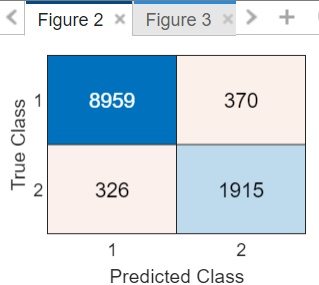 Figure 2 × Figure 3 ×
True Class
1 8959 370
2 326 1915
1 2
Predicted Class